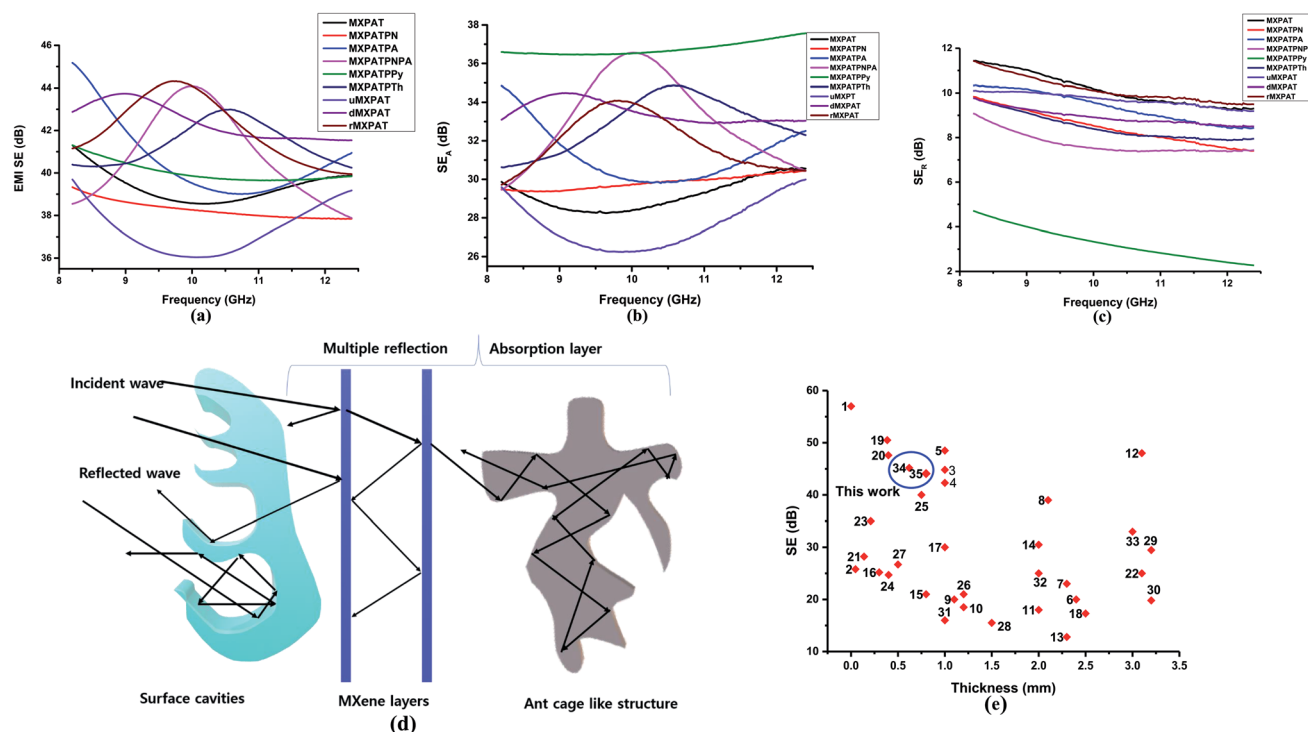 MXPAT
MXPATPN
MXPATPA
MXPATPNPA
MXPATPPy
MXPATPTh
uMXPAT
dMXPAT
rMXPAT
46
44
42
40
38
36
EMI SE (dB)
8
9
10
11
12
Frequency (GHz)
(a)
MXPAT
MXPATPN
MXPATPA
MXPATPNPA
MXPATPPy
MXPATPTh
uMXPT
dMXPAT
rMXPAT
38
36
34
32
30
28
26
SE_A (dB)
8
9
10
11
12
Frequency (GHz)
(b)
MXPAT
MXPATPN
MXPATPA
MXPATPNP
MXPATPPy
MXPATPTh
uMXPAT
dMXPAT
rMXPAT
12
10
8
6
4
2
SE_R (dB)
8
9
10
11
12
Frequency (GHz)
(c)
Multiple reflection
Absorption layer
Incident wave
Reflected wave
Surface cavities
MXene layers
Ant cage like structure
(d)
60
50
40
30
20
10
SE (dB)
1
19
20
5
34
35
3
4
This work
25
12
8
23
21
2
16
24
27
17
14
32
33
29
22
30
15
9
26
10
31
28
11
7
6
18
13
0.0
0.5
1.0
1.5
2.0
2.5
3.0
3.5
Thickness (mm)
(e)